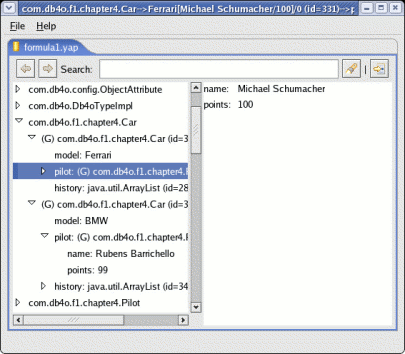 com.db4o.f1.chapter4.Car-->Ferrari[Michael Schumacher/100]/0 (id=331)-->p
File Help
formula1.yap
Search:
com.db4o.config.ObjectAttribute
com.db4o.Db4oTypeImpl
com.db4o.f1.chapter4.Car
(G) com.db4o.f1.chapter4.Car (id=3
model: Ferrari
pilot: (G) com.db4o.f1.chapter4.P
history: java.util.ArrayList (id=28
(G) com.db4o.f1.chapter4.Car (id=3
model: BMW
pilot: (G) com.db4o.f1.chapter4.P
name: Rubens Barrichello
points: 99
history: java.util.ArrayList (id=34
com.db4o.f1.chapter4.Pilot
name: Michael Schumacher
points: 100